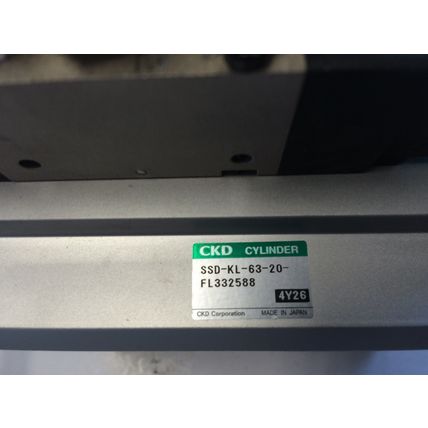 CKD CYLINDER
SSD-KL-63-20-
FL332588
4Y26
CKD Corporation MADE IN JAPAN